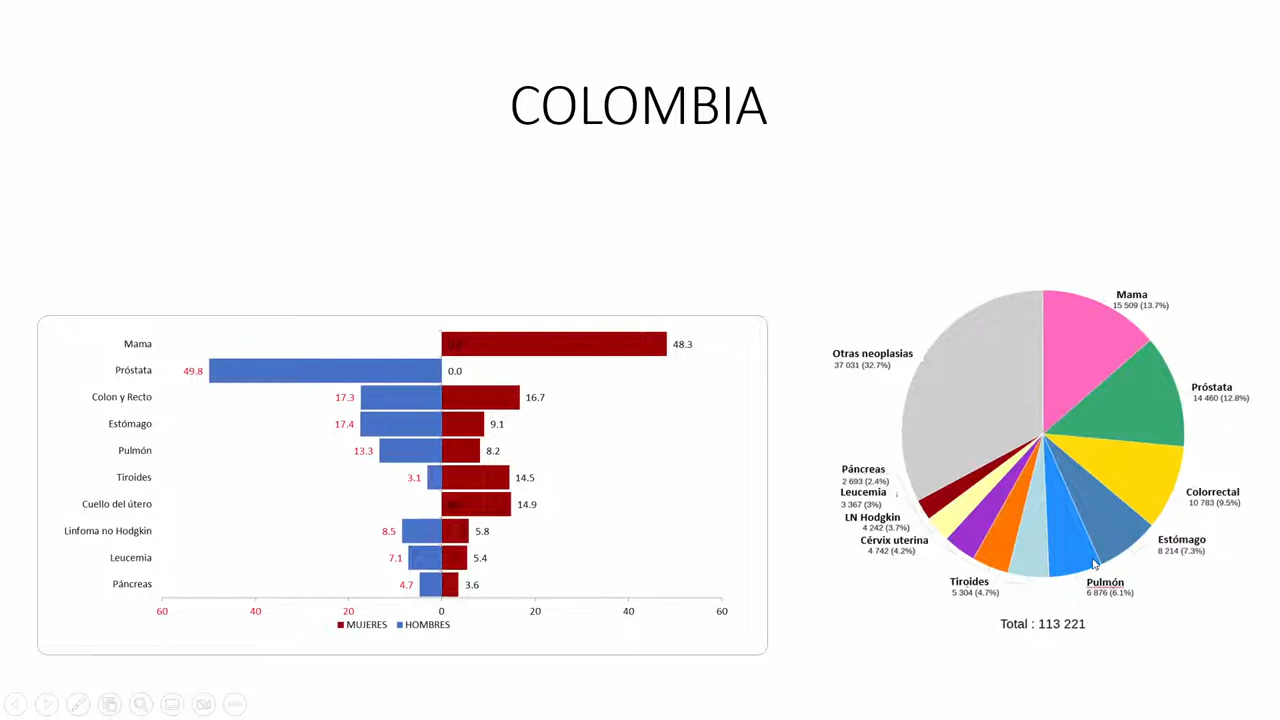 COLOMBIA
Mama 48.3
Próstata 49.8 0.0
Colon y Recto 17.3 16.7
Estómago 17.4 9.1
Pulmón 13.3 8.2
Tiroides 3.1 14.5
Cuello del útero 14.9
Linfoma no Hodgkin 8.5 5.8
Leucemia 7.1 5.4
Páncreas 4.7 3.6
60 40 20 0 20 40 60
MUJERES HOMBRES
Mama
15 509 (13.7%)
Próstata
14 460 (12.8%)
Colorrectal
10 783 (9.5%)
Estómago
8 214 (7.3%)
Pulmón
6 876 (6.1%)
Tiroides
5 304 (4.7%)
Cérvix uterina
4 742 (4.2%)
LN Hodgkin
4 242 (3.7%)
Leucemia
3 367 (3%)
Páncreas
2 693 (2.4%)
Otras neoplasias
37 031 (32.7%)
Total : 113 221